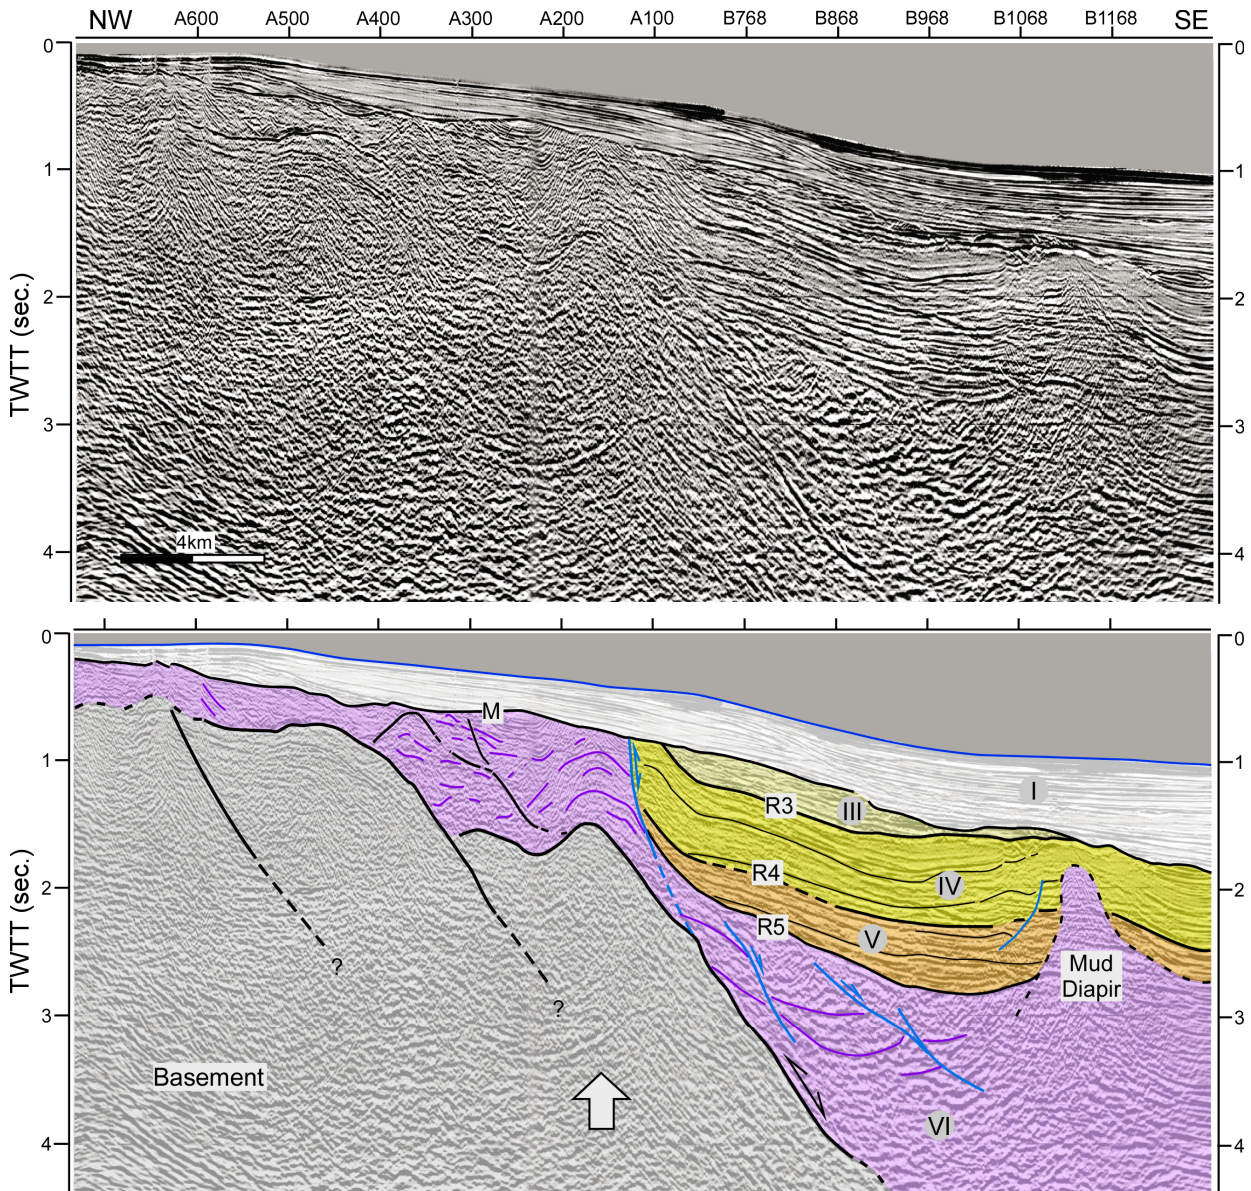 NW A600 A500 A400 A300 A200 A100 B768 B868 B968 B1068 B1168 SE
0 0
1 1
2 2
TWTT (sec.)
3 3
4km
4 4
0 0
M
1 1
I
R3
III
R4
IV
2 2
TWTT (sec.)
R5
V
?
Mud
Diapir
?
3 3
Basement
VI
4 4